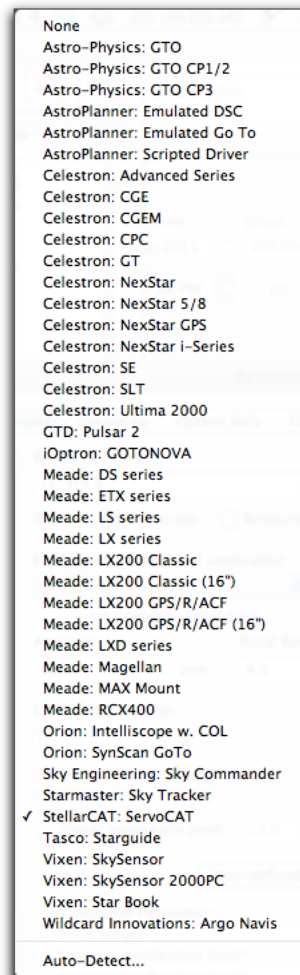 None
Astro-Physics: GTO
Astro-Physics: GTO CP1/2
Astro-Physics: GTO CP3
AstroPlanner: Emulated DSC
AstroPlanner: Emulated Go To
AstroPlanner: Scripted Driver
Celestron: Advanced Series
Celestron: CGE
Celestron: CGEM
Celestron: CPC
Celestron: GT
Celestron: NexStar
Celestron: NexStar 5/8
Celestron: NexStar GPS
Celestron: NexStar i-Series
Celestron: SE
Celestron: SLT
Celestron: Ultima 2000
GTD: Pulsar 2
iOptron: GOTONOVA
Meade: DS series
Meade: ETX series
Meade: LS series
Meade: LX series
Meade: LX200 Classic
Meade: LX200 Classic (16")
Meade: LX200 GPS/R/ACF
Meade: LX200 GPS/R/ACF (16")
Meade: LXD series
Meade: Magellan
Meade: MAX Mount
Meade: RCX400
Orion: Intelliscope w. COL
Orion: SynScan GoTo
Sky Engineering: Sky Commander
Starmaster: Sky Tracker
✓ StellarCAT: ServoCAT
Tasco: Starguide
Vixen: SkySensor
Vixen: SkySensor 2000PC
Vixen: Star Book
Wildcard Innovations: Argo Navis
Auto-Detect...